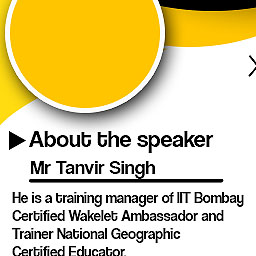 About the speaker
Mr Tanvir Singh
He is a training manager of IIT Bombay
Certified Wakelet Ambassador and
Trainer National Geographic
Certified Educator.